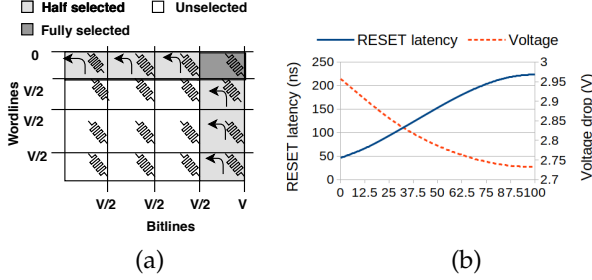 Half selected
Unselected
Fully selected
Wordlines
0
V/2
V/2
V/2
V/2
V/2
V/2
V
Bitlines
(a)
RESET latency
Voltage
RESET latency (ns)
250
200
150
100
50
0
3
2.95
2.9
2.85
2.8
2.75
2.7
Voltage drop (V)
0 12.5 25 37.5 50 62.5 75 87.5 100
(b)